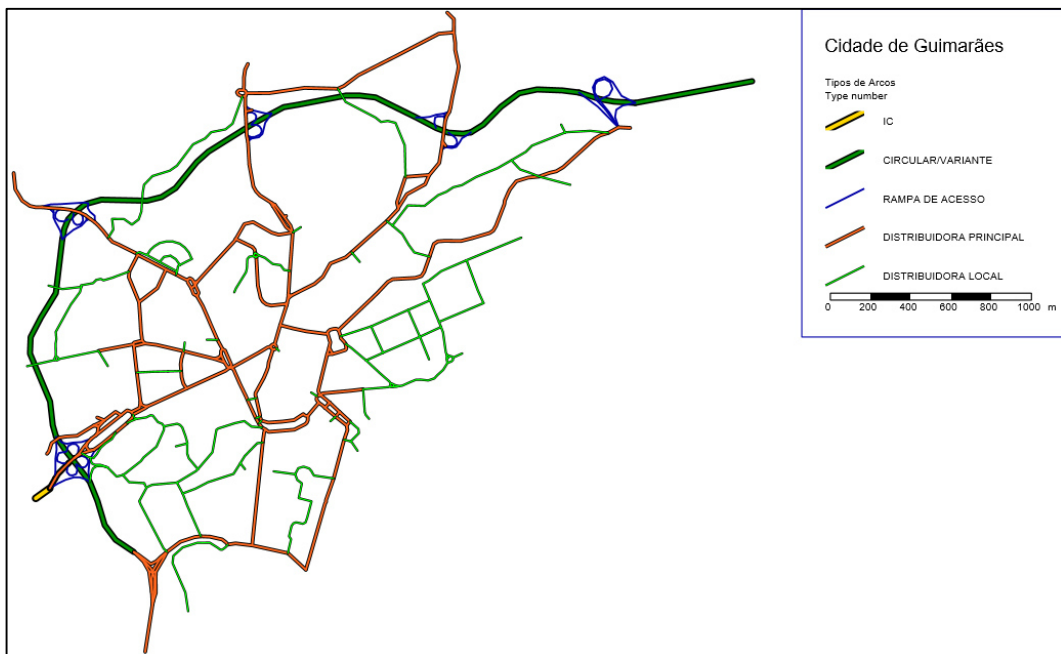 Cidade de Guimarães
Tipos de Arcos
Type number
IC
CIRCULAR/VARIANTE
RAMPA DE ACESSO
DISTRIBUIDORA PRINCIPAL
DISTRIBUIDORA LOCAL
0 200 400 600 800 1000 m